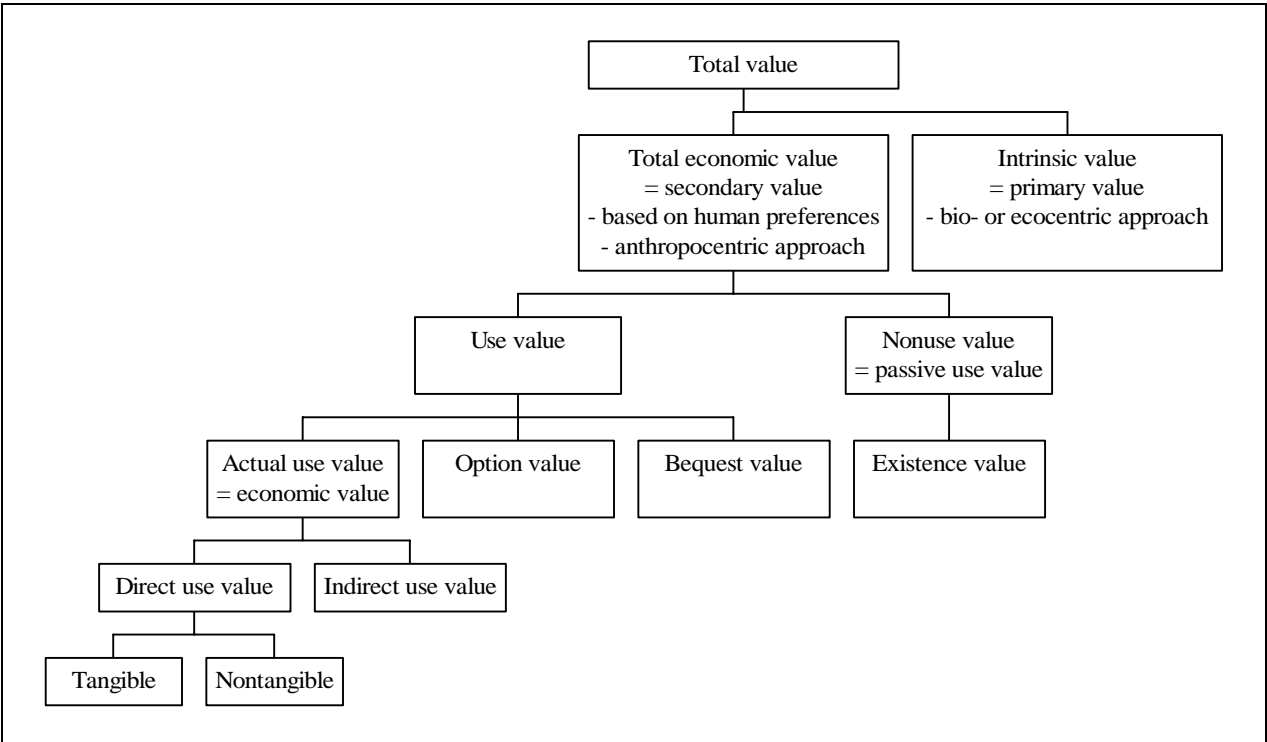 Total value
Total economic value
= secondary value
- based on human preferences
- anthropocentric approach
Intrinsic value
= primary value
- bio- or ecocentric approach
Use value
Nonuse value
= passive use value
Actual use value
= economic value
Option value
Bequest value
Existence value
Direct use value
Indirect use value
Tangible
Nontangible